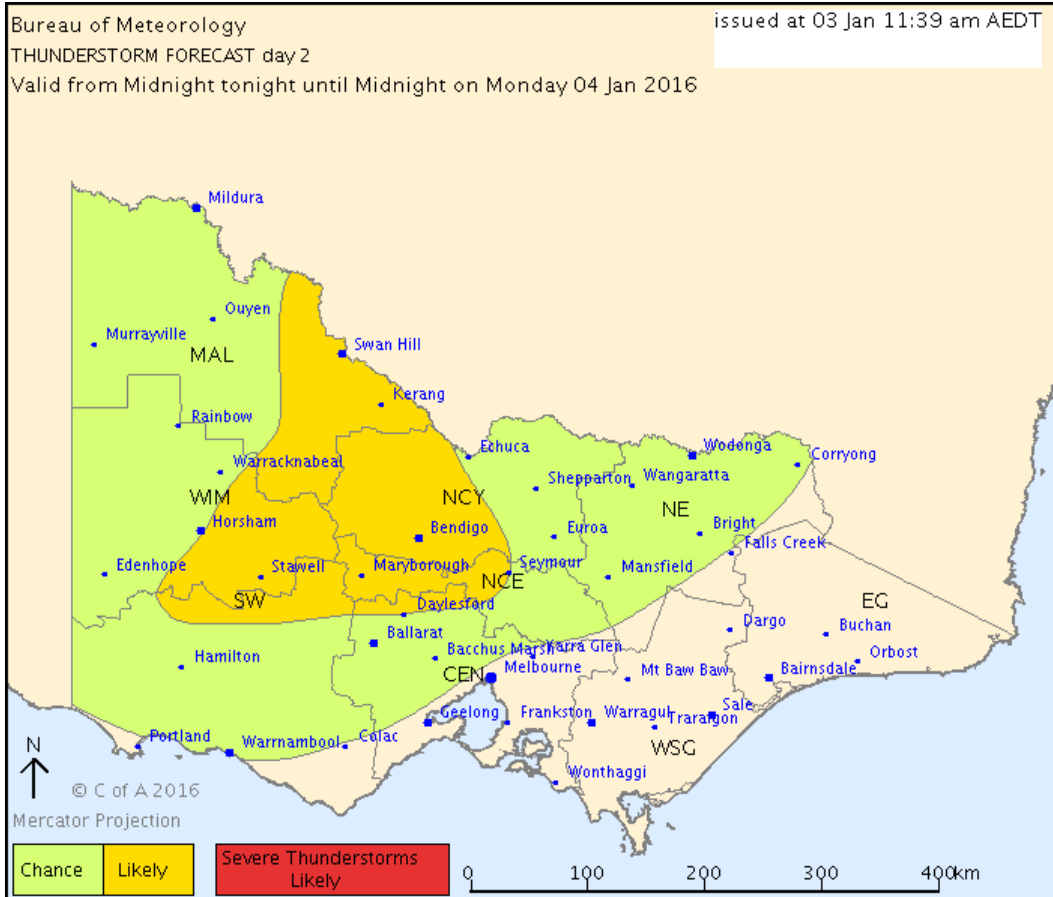 Bureau of Meteorology
issued at 03 Jan 11:39 am AEDT
THUNDERSTORM FORECAST day 2
Valid from Midnight tonight until Midnight on Monday 04 Jan 2016
Mildura
Ouyen
Murrayville
MAL
Swan Hill
Kerang
Rainbow
Echuca
Wodonga
Corryong
Warracknabeal
Shepparton
Wangaratta
WIM
NCY
NE
Horsham
Bendigo
Euroa
Bright
Falls Creek
Edenhope
Stawell
Maryborough
NCE
Seymour
Mansfield
SW
Daylesford
EG
Dargo
Buchan
Ballarat
Bacchus Marsh
Yarra Glen
Orbost
Hamilton
CEN
Melbourne
Mt Baw Baw
Bairnsdale
Geelong
Frankston
Warragul
Traralgon
Sale
Portland
Warrnambool
Colac
WSG
N
Wonthaggi
© C of A 2016
Mercator Projection
Chance
Likely
Severe Thunderstorms
Likely
0 100 200 300 400km